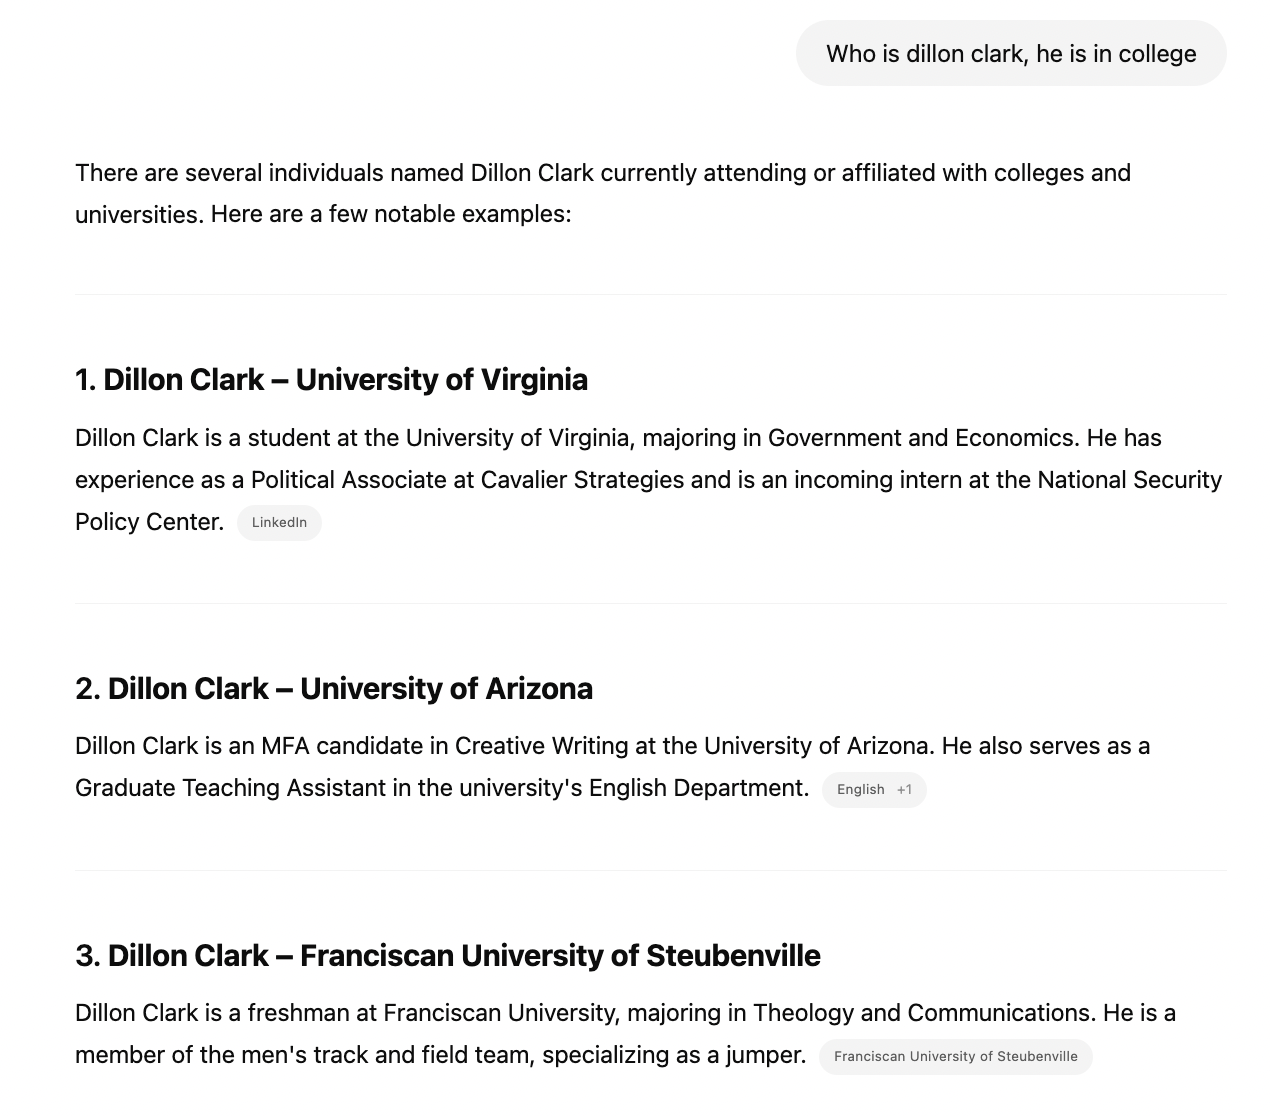 Who is dillon clark, he is in college
There are several individuals named Dillon Clark currently attending or affiliated with colleges and
universities. Here are a few notable examples:
1. Dillon Clark – University of Virginia
Dillon Clark is a student at the University of Virginia, majoring in Government and Economics. He has
experience as a Political Associate at Cavalier Strategies and is an incoming intern at the National Security
Policy Center. LinkedIn
2. Dillon Clark – University of Arizona
Dillon Clark is an MFA candidate in Creative Writing at the University of Arizona. He also serves as a
Graduate Teaching Assistant in the university's English Department. English +1
3. Dillon Clark – Franciscan University of Steubenville
Dillon Clark is a freshman at Franciscan University, majoring in Theology and Communications. He is a
member of the men's track and field team, specializing as a jumper. Franciscan University of Steubenville